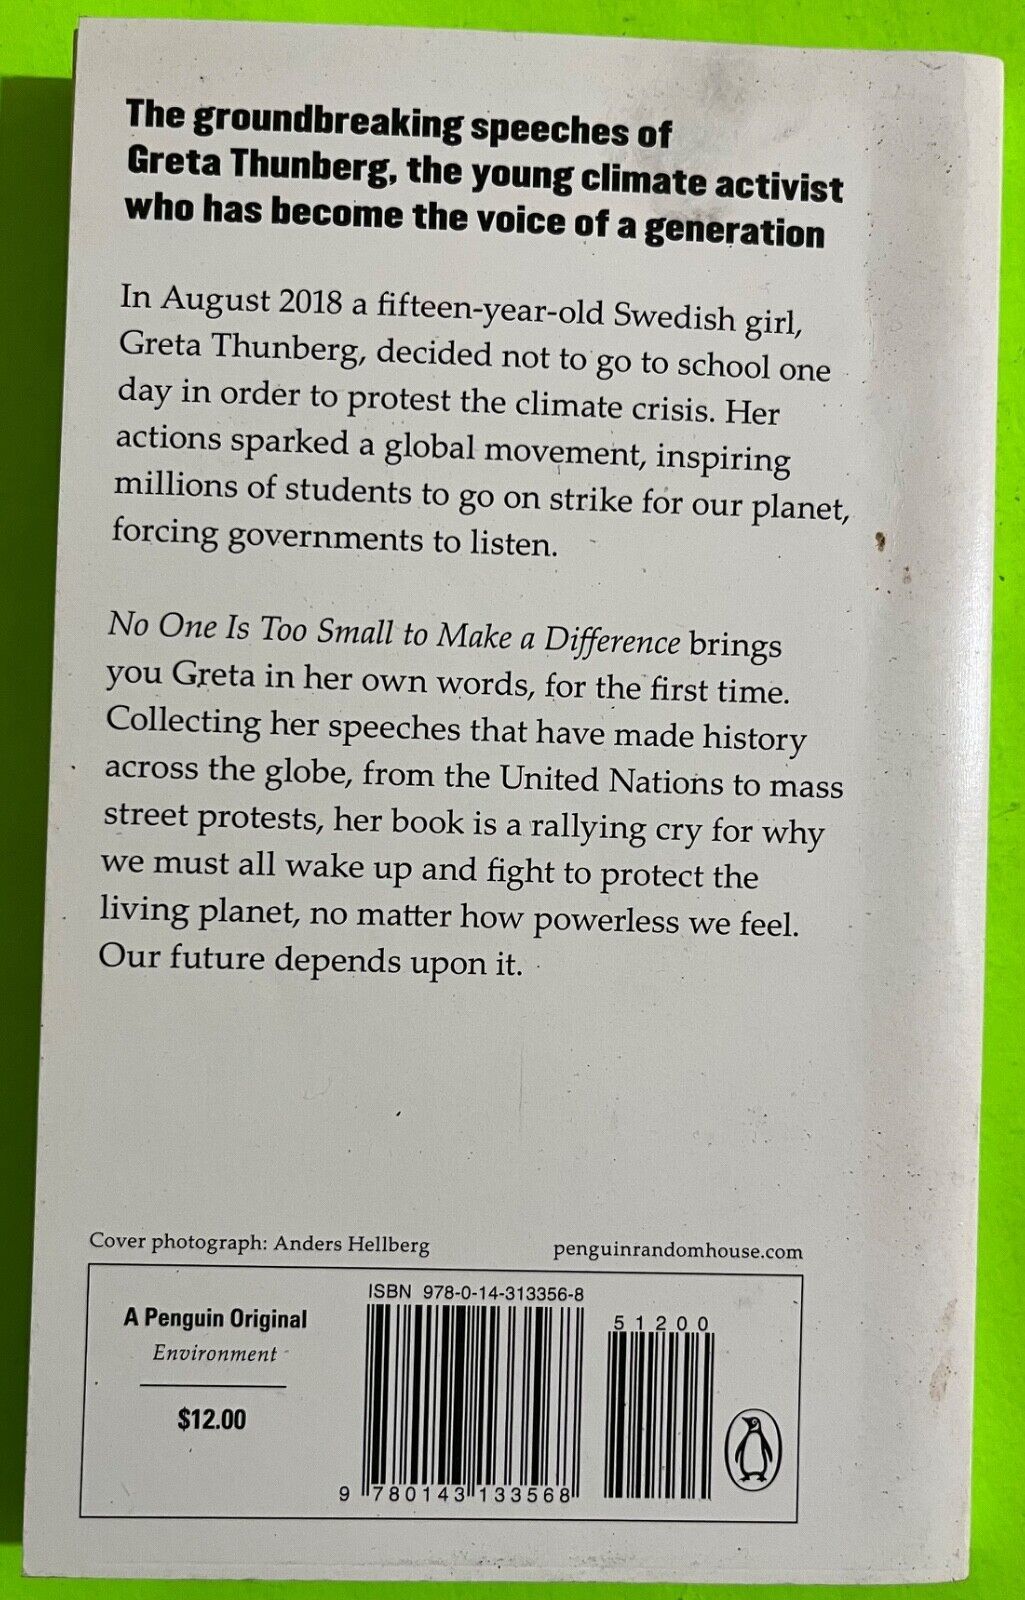 The groundbreaking speeches of
Greta Thunberg, the young climate activist
who has become the voice of a generation
In August 2018 a fifteen-year-old Swedish girl,
Greta Thunberg, decided not to go to school one
day in order to protest the climate crisis. Her
actions sparked a global movement, inspiring
millions of students to go on strike for our planet,
forcing governments to listen.
No One Is Too Small to Make a Difference brings
you Greta in her own words, for the first time.
Collecting her speeches that have made history
across the globe, from the United Nations to mass
street protests, her book is a rallying cry for why
we must all wake up and fight to protect the
living planet, no matter how powerless we feel.
Our future depends upon it.
Cover photograph: Anders Hellberg
penguinrandomhouse.com
A Penguin Original
Environment
$12.00
ISBN 978-0-14-313356-8
51200
9 780143 133568